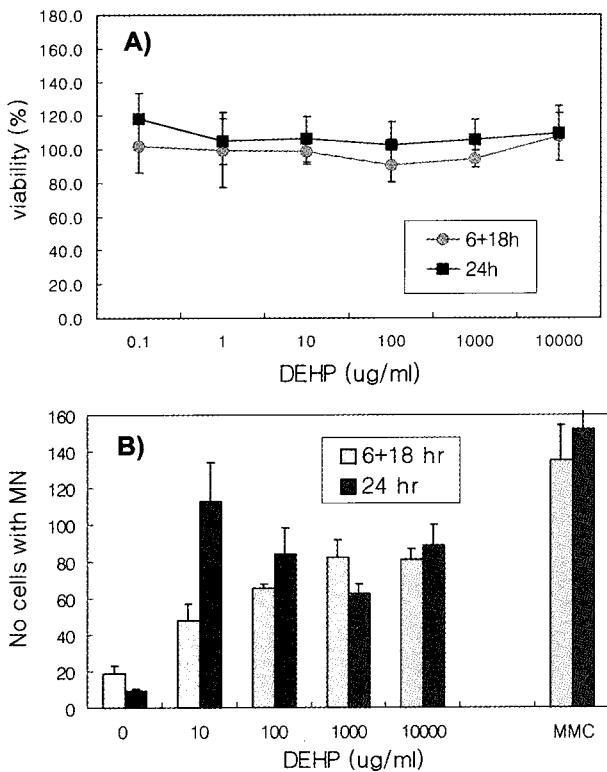 A)
180.0
160.0
140.0
120.0
100.0
80.0
60.0
40.0
20.0
0.0
viability (%)
6+18h
24h
0.1 1 10 100 1000 10000
DEHP (ug/ml)
B)
160
140
120
100
80
60
40
20
0
No cells with MN
6+18 hr
24 hr
0 10 100 1000 10000 MMC
DEHP (ug/ml)